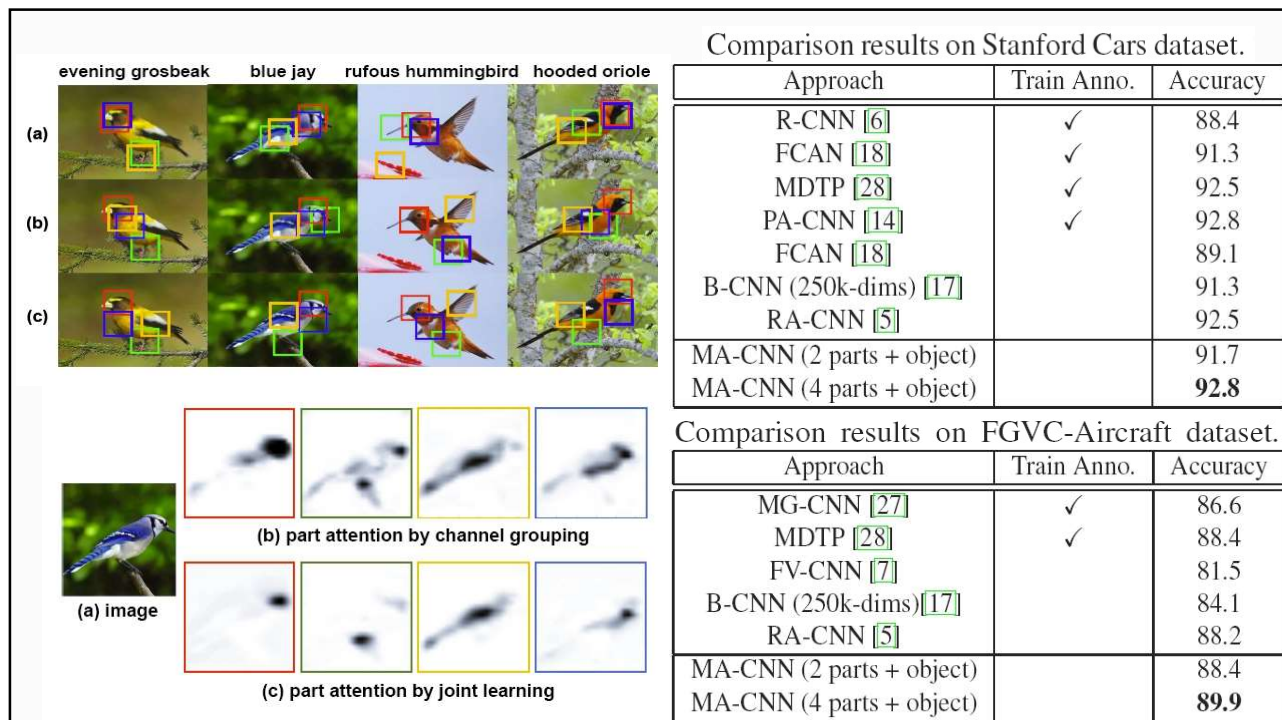 evening grosbeak blue jay rufous hummingbird hooded oriole
(a)
(b)
(c)
(b) part attention by channel grouping
(a) image
(c) part attention by joint learning
Comparison results on Stanford Cars dataset.
Approach Train Anno. Accuracy
R-CNN [6] ✓ 88.4
FCAN [18] ✓ 91.3
MDTP [28] ✓ 92.5
PA-CNN [14] ✓ 92.8
FCAN [18] 89.1
B-CNN (250k-dims) [17] 91.3
RA-CNN [5] 92.5
MA-CNN (2 parts + object) 91.7
MA-CNN (4 parts + object) 92.8
Comparison results on FGVC-Aircraft dataset.
Approach Train Anno. Accuracy
MG-CNN [27] ✓ 86.6
MDTP [28] ✓ 88.4
FV-CNN [7] 81.5
B-CNN (250k-dims)[17] 84.1
RA-CNN [5] 88.2
MA-CNN (2 parts + object) 88.4
MA-CNN (4 parts + object) 89.9